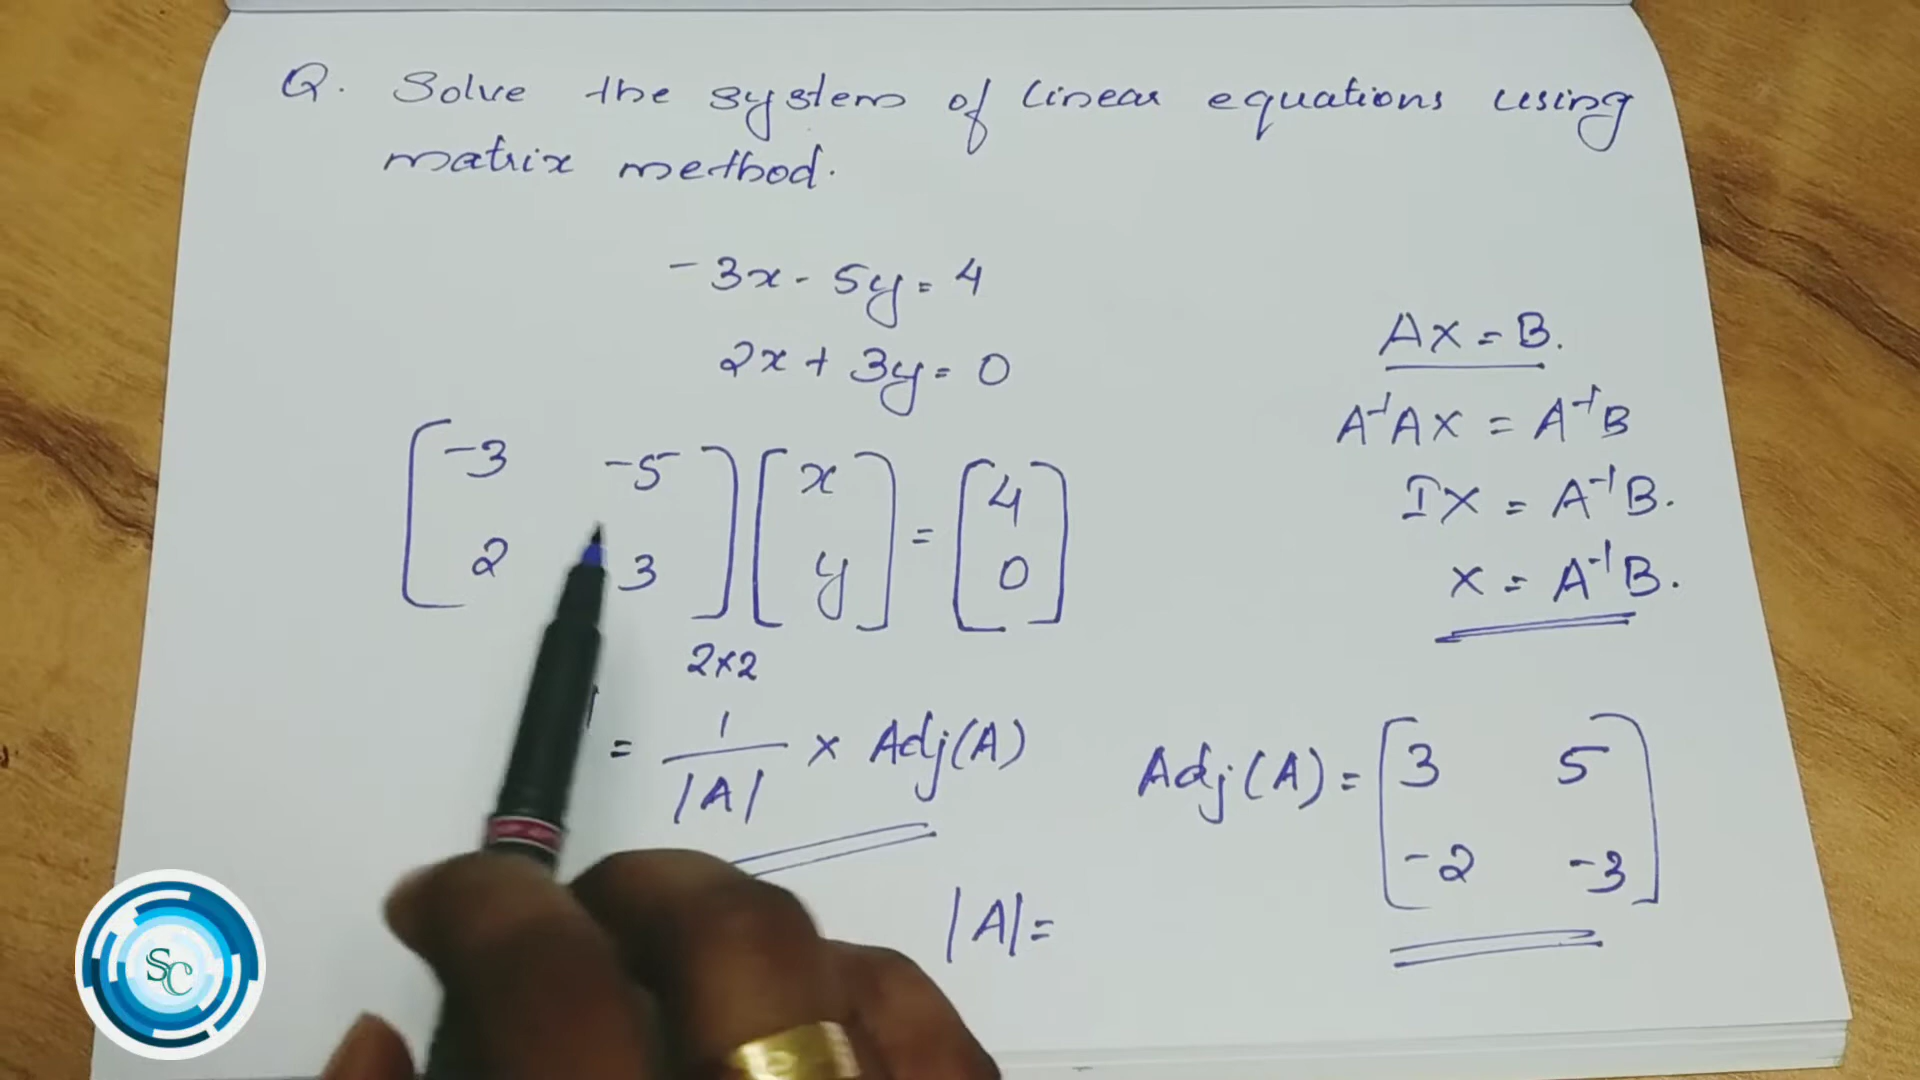 Q. Solve the system of linear equations using
matrix method.
-3x - 5y = 4
2x + 3y = 0
AX = B.
A⁻¹AX = A⁻¹B
IX = A⁻¹B.
X = A⁻¹B.
[-3 -5] [x] = [4]
[2 3] [y] [0]
2×2
= 1/|A| × Adj(A)
Adj(A) = [3 5]
[-2 -3]
|A| =
SC